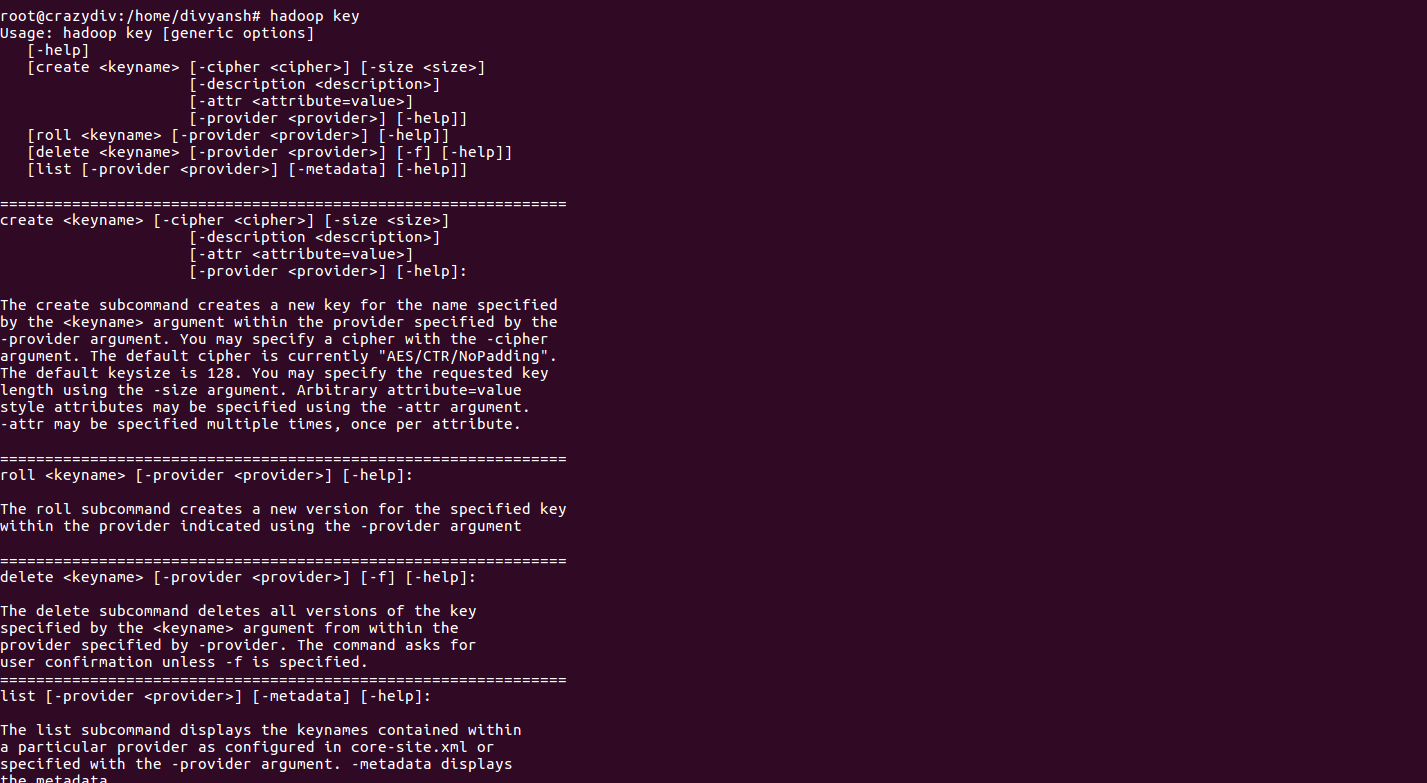 root@crazydiv:/home/divyansh# hadoop key
Usage: hadoop key [generic options]
   [-help]
   [create <keyname> [-cipher <cipher>] [-size <size>]
                     [-description <description>]
                     [-attr <attribute=value>]
                     [-provider <provider>] [-help]]
   [roll <keyname> [-provider <provider>] [-help]]
   [delete <keyname> [-provider <provider>] [-f] [-help]]
   [list [-provider <provider>] [-metadata] [-help]]

===============================================================
create <keyname> [-cipher <cipher>] [-size <size>]
                     [-description <description>]
                     [-attr <attribute=value>]
                     [-provider <provider>] [-help]:

The create subcommand creates a new key for the name specified
by the <keyname> argument within the provider specified by the
-provider argument. You may specify a cipher with the -cipher
argument. The default cipher is currently "AES/CTR/NoPadding".
The default keysize is 128. You may specify the requested key
length using the -size argument. Arbitrary attribute=value
style attributes may be specified using the -attr argument.
-attr may be specified multiple times, once per attribute.

===============================================================
roll <keyname> [-provider <provider>] [-help]:

The roll subcommand creates a new version for the specified key
within the provider indicated using the -provider argument

===============================================================
delete <keyname> [-provider <provider>] [-f] [-help]:

The delete subcommand deletes all versions of the key
specified by the <keyname> argument from within the
provider specified by -provider. The command asks for
user confirmation unless -f is specified.
===============================================================
list [-provider <provider>] [-metadata] [-help]:

The list subcommand displays the keynames contained within
a particular provider as configured in core-site.xml or
specified with the -provider argument. -metadata displays
the metadata.